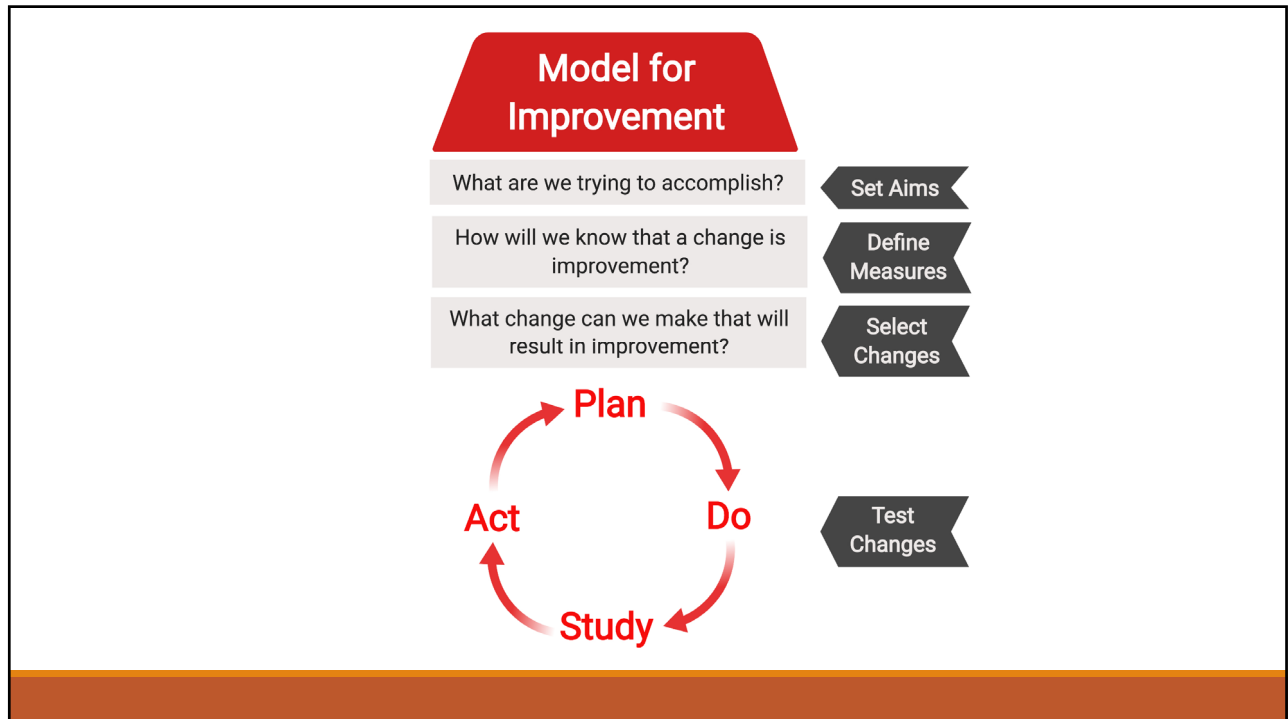 Model for
Improvement
What are we trying to accomplish?
Set Aims
How will we know that a change is
improvement?
Define
Measures
What change can we make that will
result in improvement?
Select
Changes
Plan
Act
Do
Test
Changes
Study